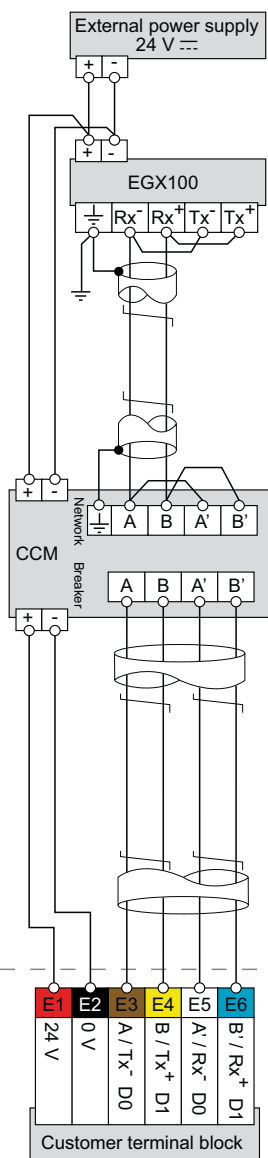 External power supply
24 V ⎓
+ -
+ -
EGX100
Rx⁻ Rx⁺ Tx⁻ Tx⁺
+ -
Network
A B A' B'
CCM
Breaker
A B A' B'
+ -
E1 E2 E3 E4 E5 E6
24 V
0 V
A / Tx⁻ D0
B / Tx⁺ D1
A' / Rx⁻ D0
B' / Rx⁺ D1
Customer terminal block